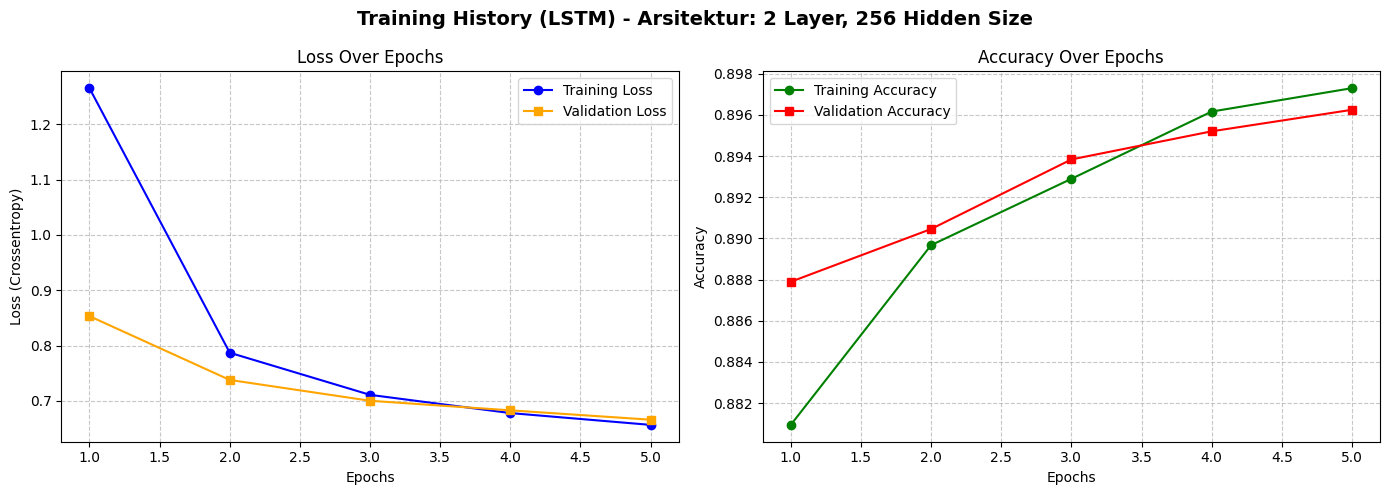 Training History (LSTM) - Arsitektur: 2 Layer, 256 Hidden Size
Loss Over Epochs
Training Loss
Validation Loss
Loss (Crossentropy)
1.2
1.1
1.0
0.9
0.8
0.7
1.0 1.5 2.0 2.5 3.0 3.5 4.0 4.5 5.0
Epochs
Accuracy Over Epochs
Training Accuracy
Validation Accuracy
Accuracy
0.898
0.896
0.894
0.892
0.890
0.888
0.886
0.884
0.882
1.0 1.5 2.0 2.5 3.0 3.5 4.0 4.5 5.0
Epochs